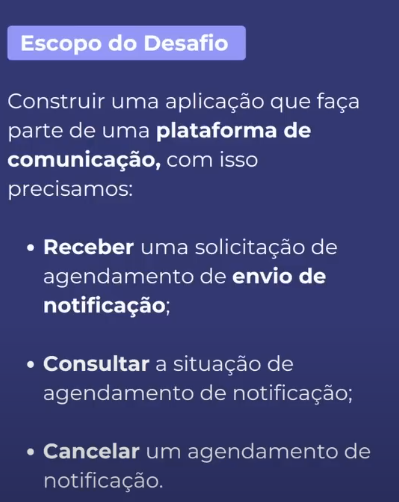 Escopo do Desafio
Construir uma aplicação que faça
parte de uma plataforma de
comunicação, com isso
precisamos:
• Receber uma solicitação de
agendamento de envio de
notificação;
• Consultar a situação de
agendamento de notificação;
• Cancelar um agendamento de
notificação.